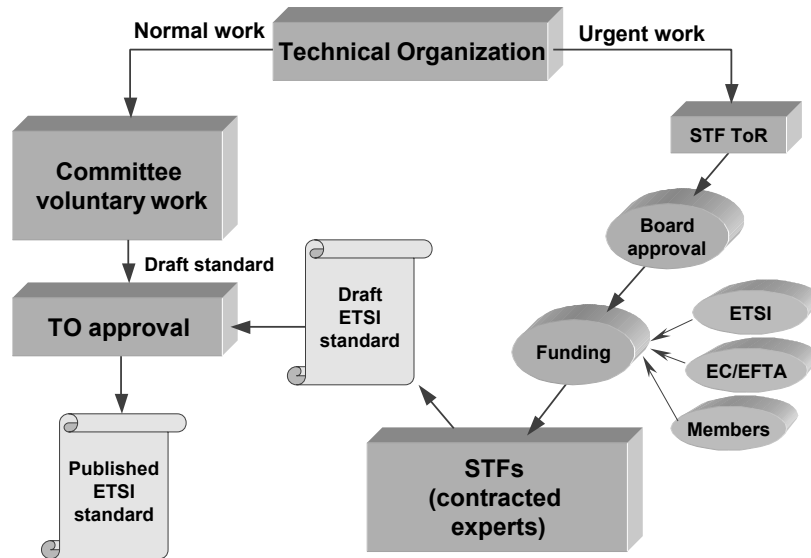 Normal work
Technical Organization
Urgent work
STF ToR
Committee
voluntary work
Board
approval
Draft standard
TO approval
Draft
ETSI
standard
Funding
ETSI
EC/EFTA
Members
Published
ETSI
standard
STFs
(contracted
experts)